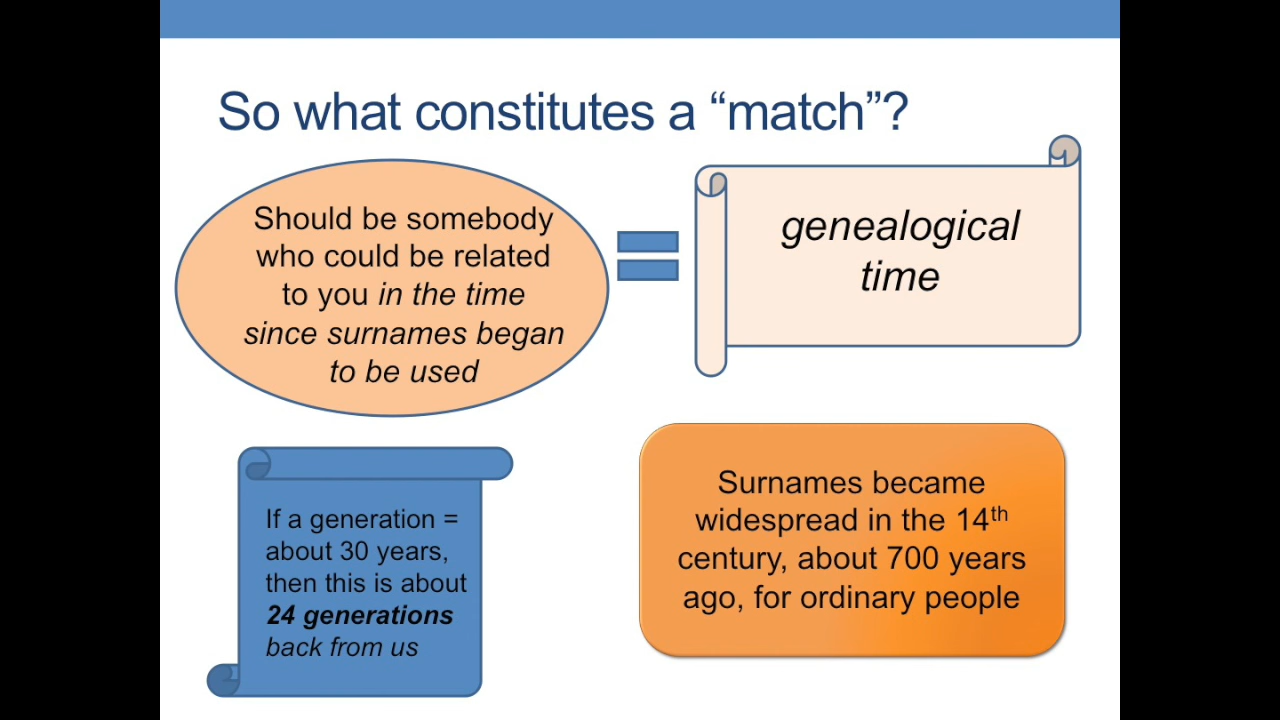 So what constitutes a “match”?
Should be somebody
who could be related
to you in the time
since surnames began
to be used
genealogical
time
If a generation =
about 30 years,
then this is about
24 generations
back from us
Surnames became
widespread in the 14th
century, about 700 years
ago, for ordinary people